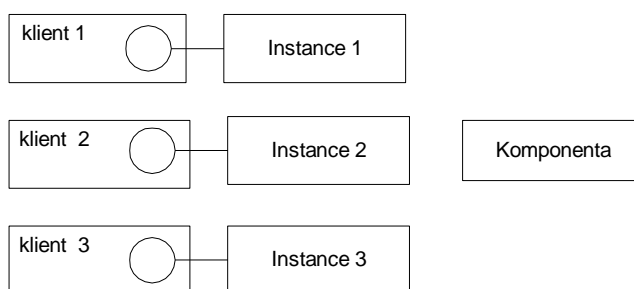 klient 1
Instance 1
klient 2
Instance 2
Komponenta
klient 3
Instance 3